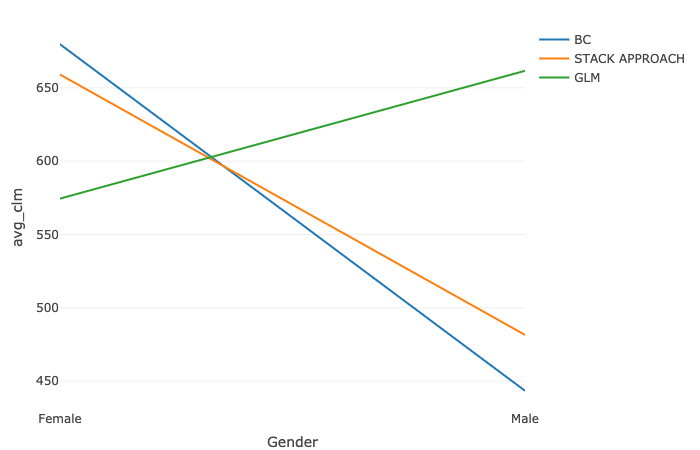 BC
STACK APPROACH
GLM
650
600
550
500
450
avg_clm
Female
Male
Gender